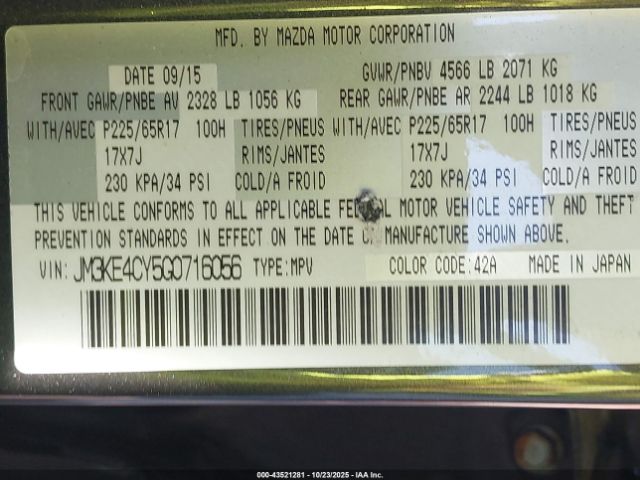 MFD. BY MAZDA MOTOR CORPORATION
DATE 09/15 GVWR/PNBV 4566 LB 2071 KG
FRONT GAWR/PNBE AV 2328 LB 1056 KG REAR GAWR/PNBE AR 2244 LB 1018 KG
WITH/AVEC P225/65R17 100H TIRES/PNEUS WITH/AVEC P225/65R17 100H TIRES/PNEUS
17X7J RIMS/JANTES 17X7J RIMS/JANTES
230 KPA/34 PSI COLD/A FROID 230 KPA/34 PSI COLD/A FROID
THIS VEHICLE CONFORMS TO ALL APPLICABLE FEDERAL MOTOR VEHICLE SAFETY AND THEFT
PREVENTION STANDARDS IN EFFECT ON THE DATE OF MANUFACTURE SHOWN ABOVE.
VIN: JM3KE4CY5G0716056 TYPE:MPV COLOR CODE:42A MADE IN JAPAN
000-43521281 - 10/23/2025 - IAA Inc.